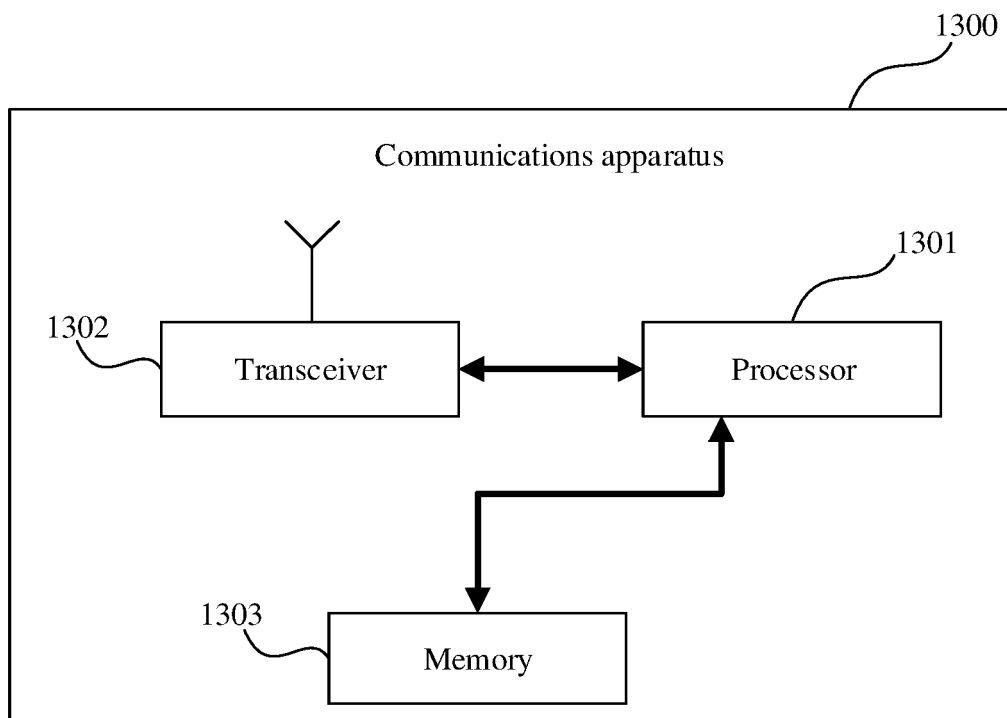 1300
Communications apparatus
1301
1302
Transceiver
Processor
1303
Memory